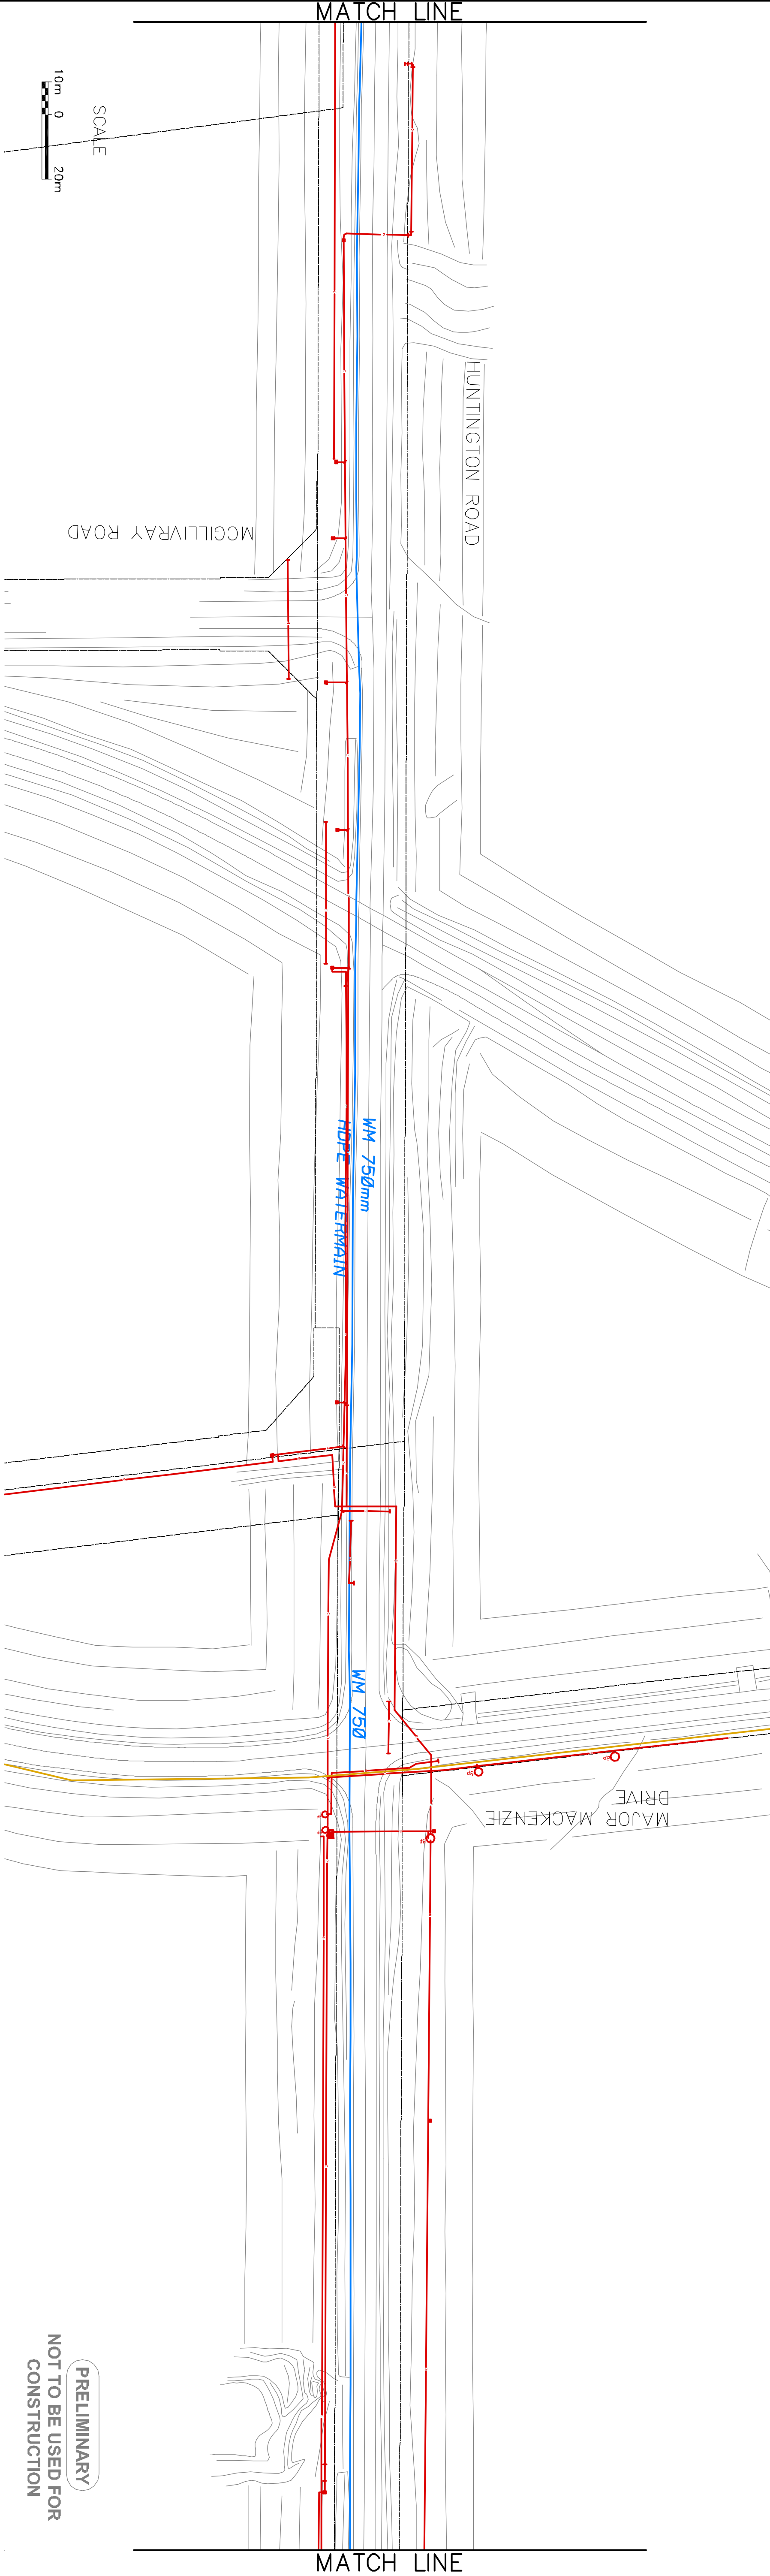 MATCH LINE
10m 0 20m
SCALE
HUNTINGTON ROAD
MCGILLIVRAY ROAD
WM 750mm
HDPE WATERMAIN
WM 750
MAJOR MACKENZIE
DRIVE
PRELIMINARY
NOT TO BE USED FOR
CONSTRUCTION
MATCH LINE